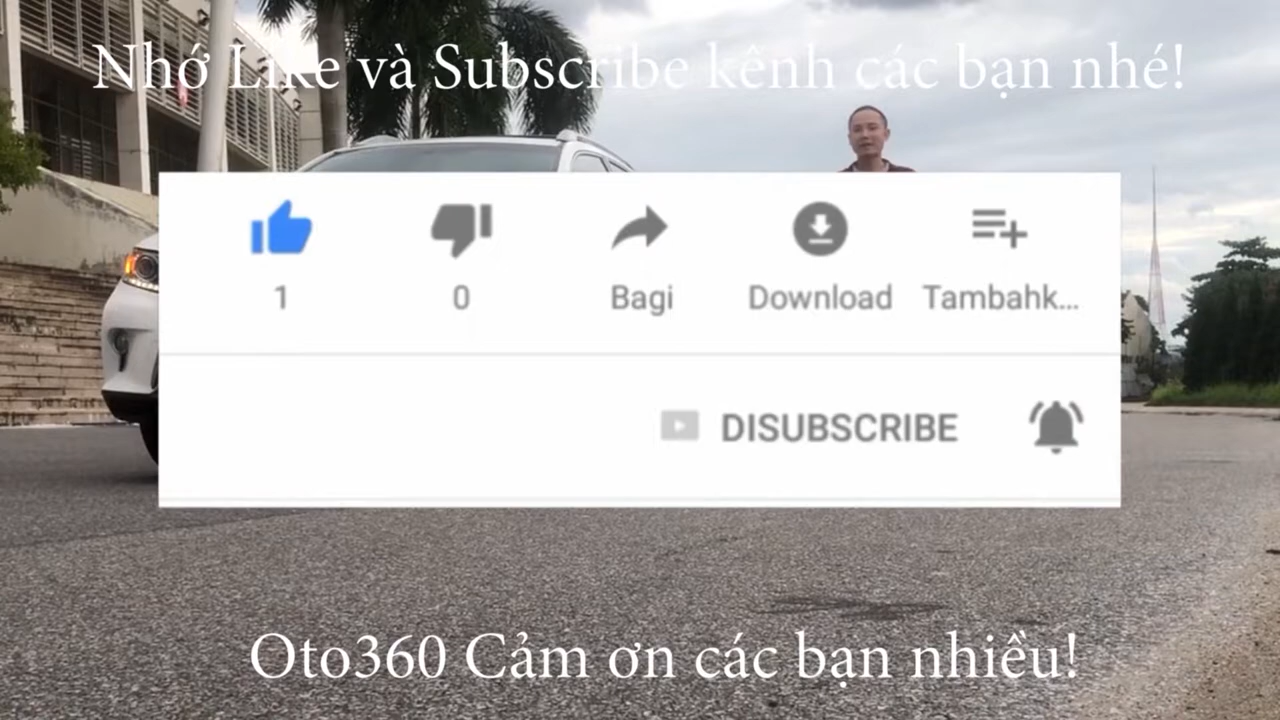 Nhớ Like và Subscribe kênh các bạn nhé!
1 0 Bagi Download Tambahk...
DISUBSCRIBE
Oto360 Cảm ơn các bạn nhiều!